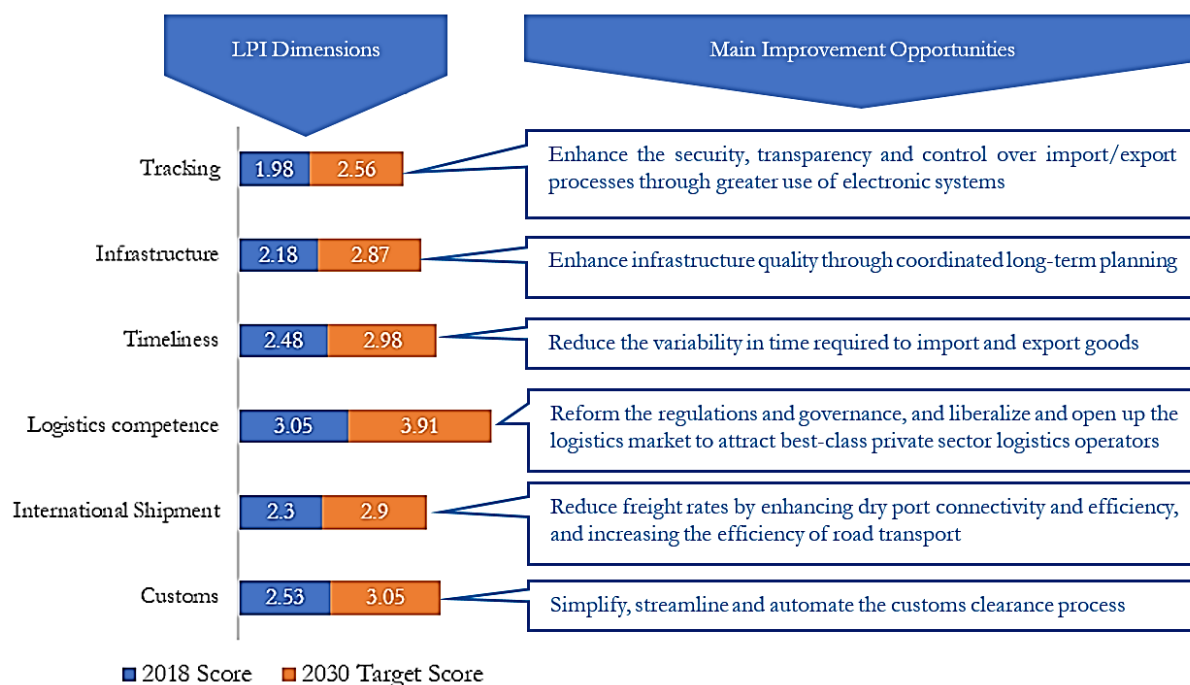 LPI Dimensions
Main Improvement Opportunities
Tracking
1.98
2.56
Enhance the security, transparency and control over import/export
processes through greater use of electronic systems
Infrastructure
2.18
2.87
Enhance infrastructure quality through coordinated long-term planning
Timeliness
2.48
2.98
Reduce the variability in time required to import and export goods
Logistics competence
3.05
3.91
Reform the regulations and governance, and liberalize and open up the
logistics market to attract best-class private sector logistics operators
International Shipment
2.3
2.9
Reduce freight rates by enhancing dry port connectivity and efficiency,
and increasing the efficiency of road transport
Customs
2.53
3.05
Simplify, streamline and automate the customs clearance process
2018 Score
2030 Target Score